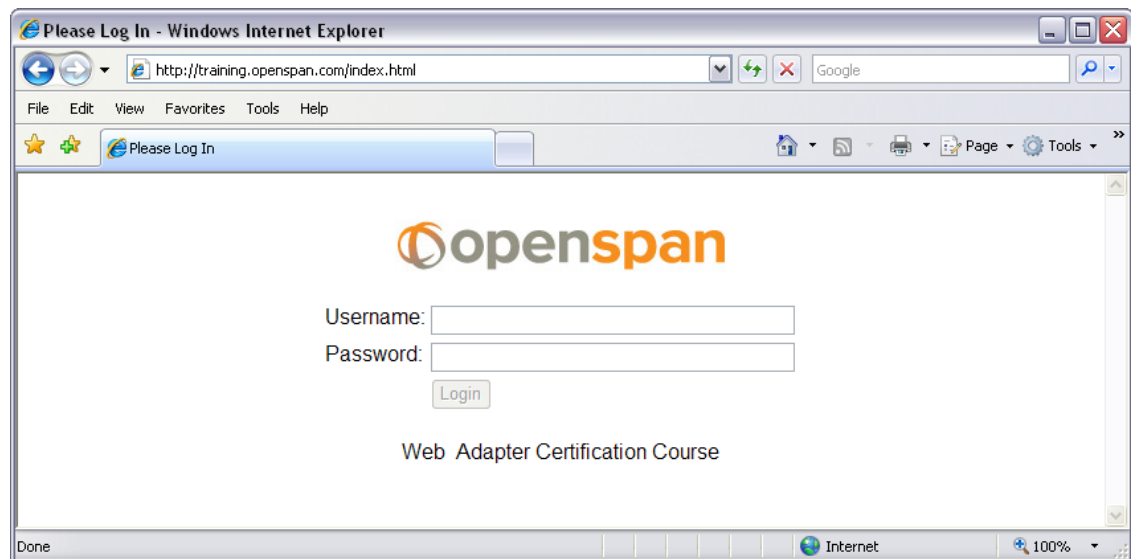 Please Log In - Windows Internet Explorer
http://training.openspan.com/index.html Google
File Edit View Favorites Tools Help
Please Log In Page Tools »
openspan
Username:
Password:
Login
Web Adapter Certification Course
Done Internet 100%